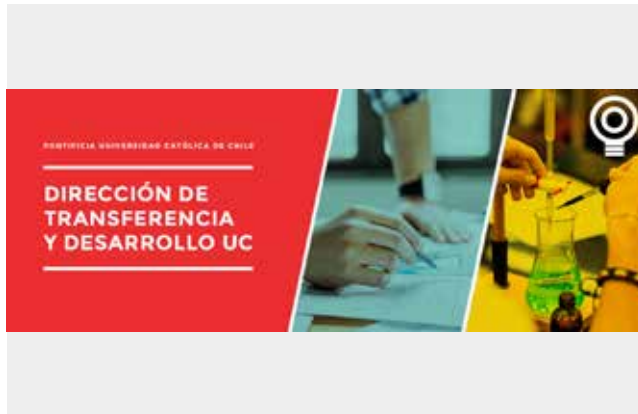 PONTIFICIA UNIVERSIDAD CATÓLICA DE CHILE
DIRECCIÓN DE
TRANSFERENCIA
Y DESARROLLO UC